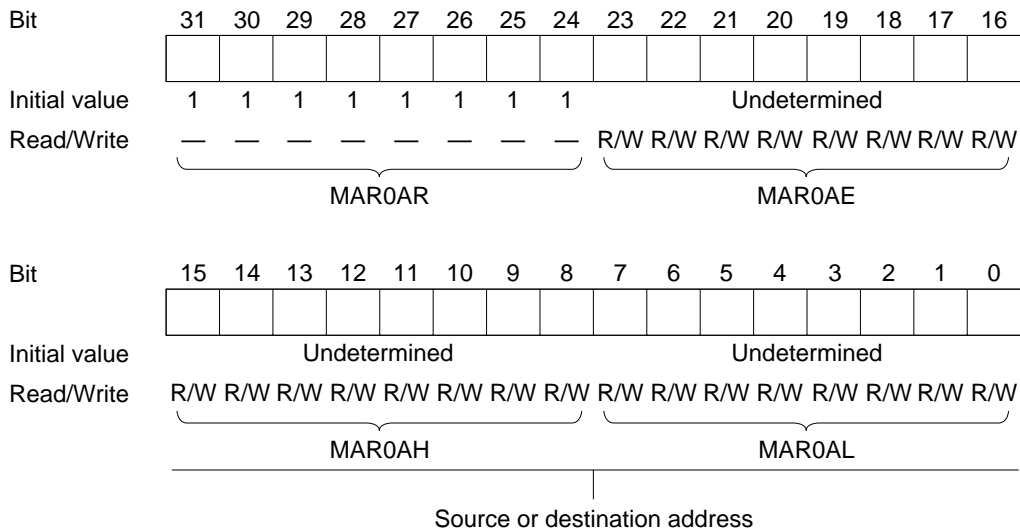 Bit 31 30 29 28 27 26 25 24 23 22 21 20 19 18 17 16
Initial value 1 1 1 1 1 1 1 1 Undetermined
Read/Write — — — — — — — — R/W R/W R/W R/W R/W R/W R/W R/W
MAR0AR MAR0AE
Bit 15 14 13 12 11 10 9 8 7 6 5 4 3 2 1 0
Initial value Undetermined Undetermined
Read/Write R/W R/W R/W R/W R/W R/W R/W R/W R/W R/W R/W R/W R/W R/W R/W R/W
MAR0AH MAR0AL
Source or destination address